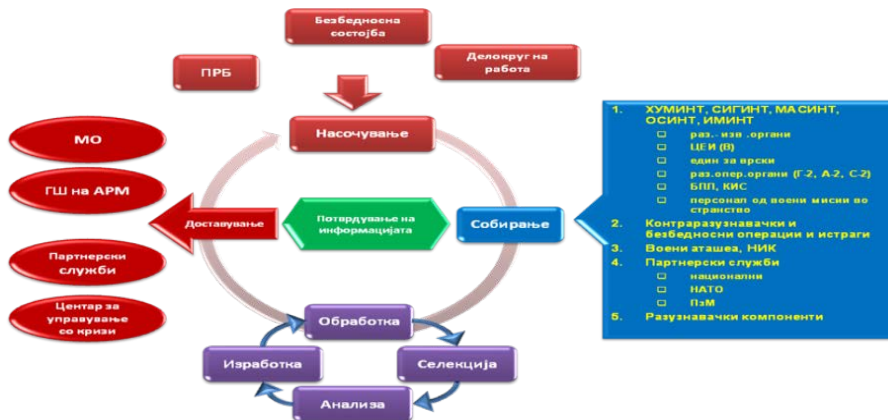 Безбедносна
состојба
ПРБ
Делокруг на
работа
Насочување
МО
ГШ на АРМ
Партнерски
служби
Центар за
управување
со кризи
Доставување
Потврдување на
информацијата
Собирање
Обработка
Изработка
Селекција
Анализа
1. ХУМИНТ, СИГИНТ, МАСИНТ,
ОСИНТ, ИМИНТ
раз.- изв .органи
ЦЕИ (В)
един за врски
раз.опер.органи (Г-2, А-2, С-2)
БПП, КИС
персонал од воени мисии во
странство
2. Контраразузнавачки и
безбедносни операции и истраги
3. Воени аташеа, НИК
4. Партнерски служби
национални
НАТО
ПзМ
5. Разузнавачки компоненти